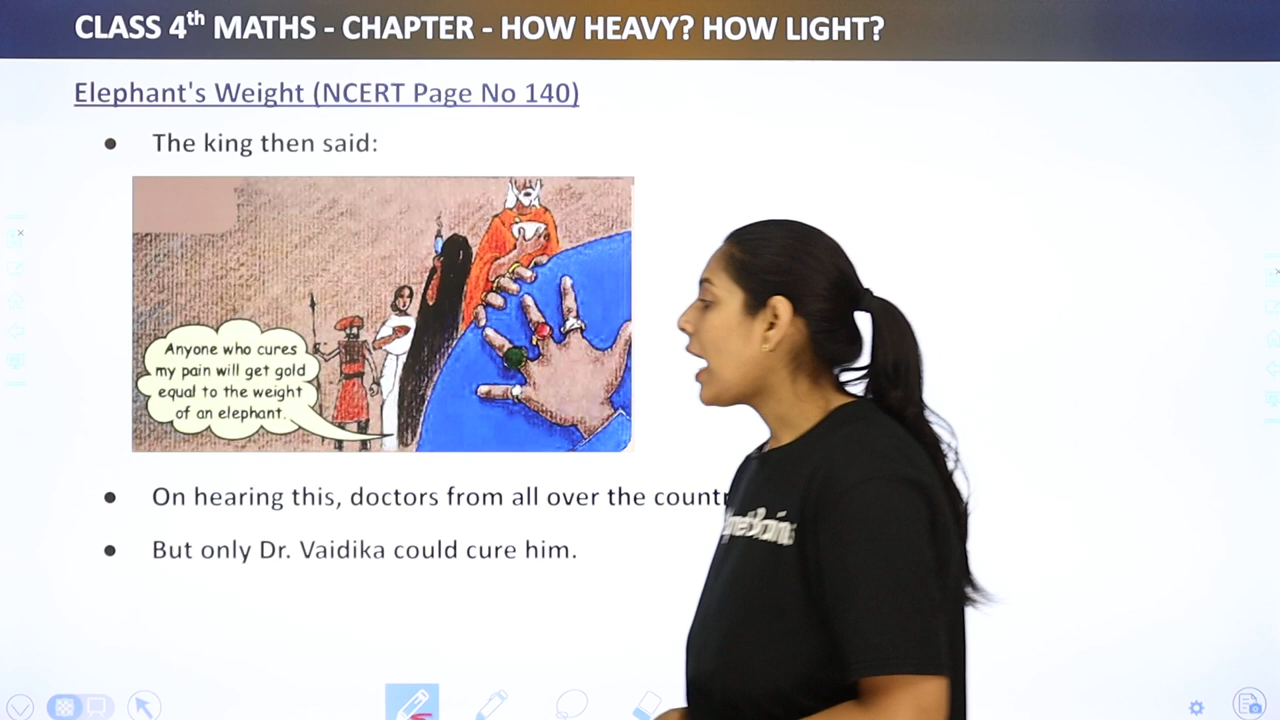 CLASS 4th MATHS - CHAPTER - HOW HEAVY? HOW LIGHT?
Elephant's Weight (NCERT Page No 140)
● The king then said:
Anyone who cures
my pain will get gold
equal to the weight
of an elephant.
● On hearing this, doctors from all over the
● But only Dr. Vaidika could cure him.